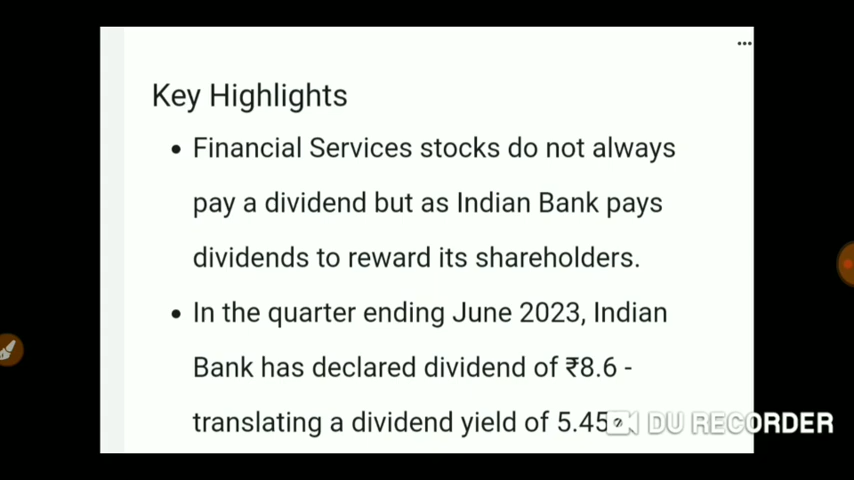 Key Highlights
• Financial Services stocks do not always
pay a dividend but as Indian Bank pays
dividends to reward its shareholders.
• In the quarter ending June 2023, Indian
Bank has declared dividend of ₹8.6 -
translating a dividend yield of 5.45%
DU RECORDER